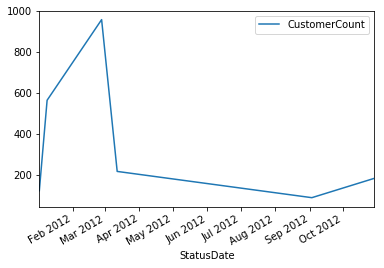 1000
CustomerCount
800
600
400
200
Feb 2012
Mar 2012
Apr 2012
May 2012
Jun 2012
Jul 2012
Aug 2012
Sep 2012
Oct 2012
StatusDate